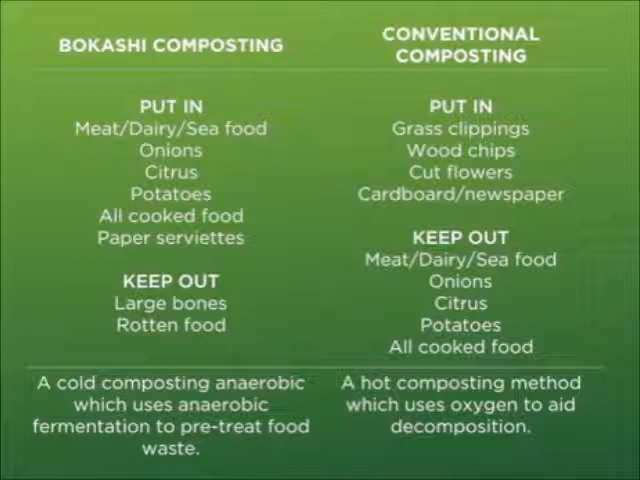 BOKASHI COMPOSTING
PUT IN
Meat/Dairy/Sea food
Onions
Citrus
Potatoes
All cooked food
Paper serviettes
KEEP OUT
Large bones
Rotten food
A cold composting anaerobic
which uses anaerobic
fermentation to pre-treat food
waste.
CONVENTIONAL
COMPOSTING
PUT IN
Grass clippings
Wood chips
Cut flowers
Cardboard/newspaper
KEEP OUT
Meat/Dairy/Sea food
Onions
Citrus
Potatoes
All cooked food
A hot composting method
which uses oxygen to aid
decomposition.